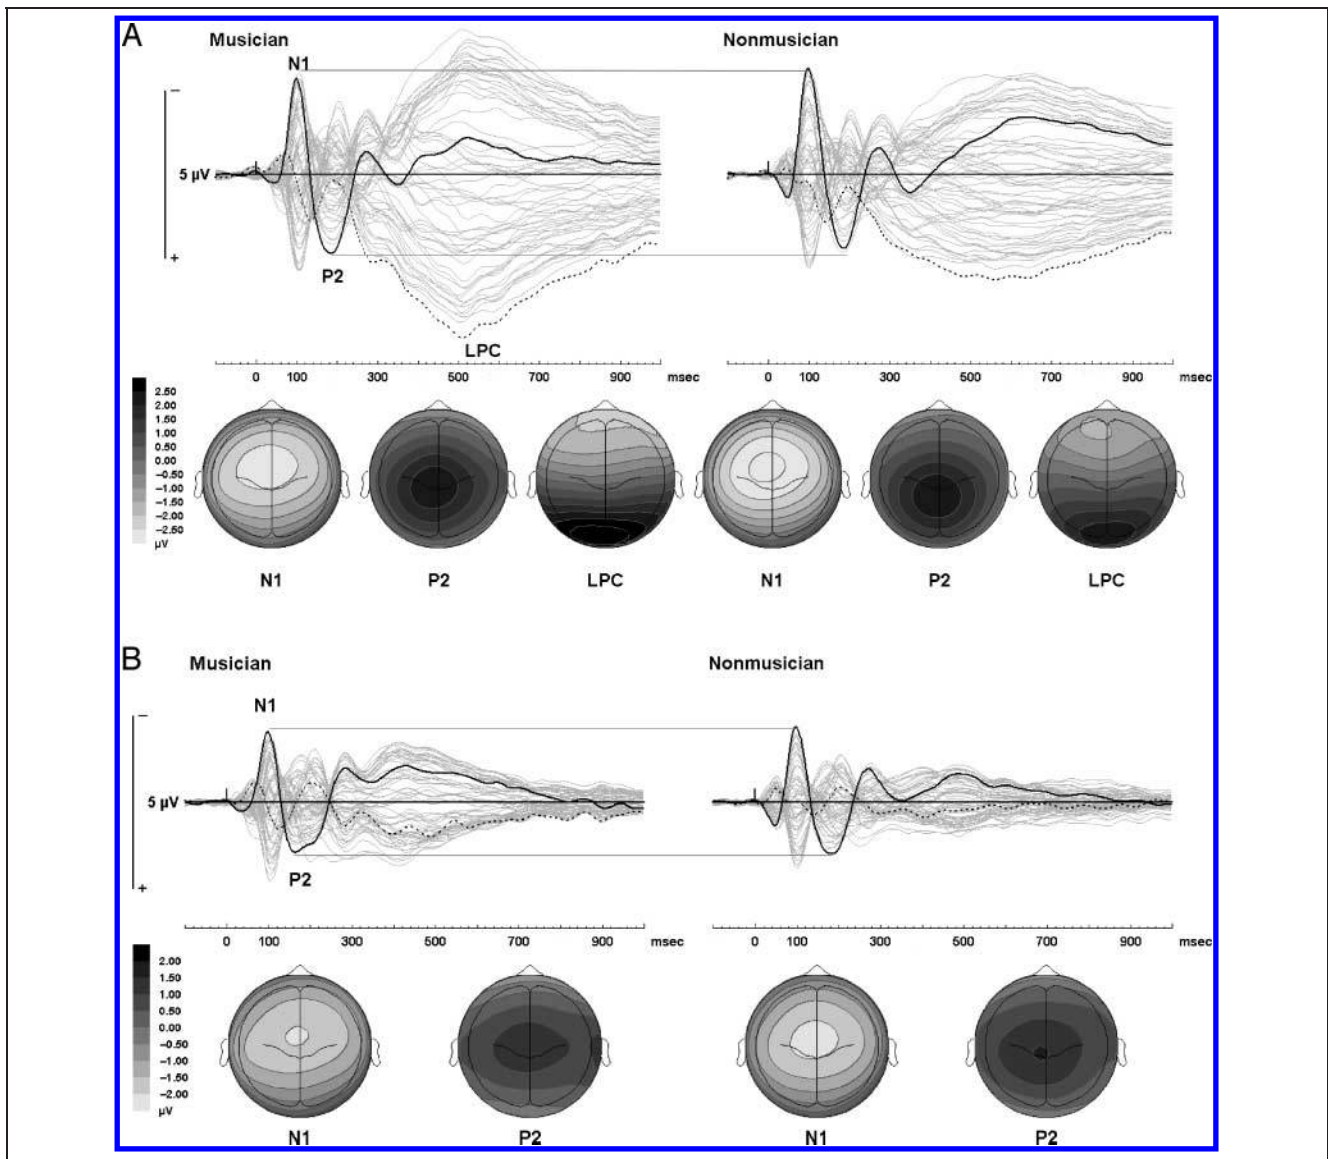 A
Musician
Nonmusician
N1
–
5 µV
+
P2
LPC
0 100 300 500 700 900 msec
0 100 300 500 700 900 msec
2.50
2.00
1.50
1.00
0.50
0.00
−0.50
−1.00
−1.50
−2.00
−2.50
µV
N1 P2 LPC N1 P2 LPC
B
Musician
Nonmusician
N1
–
5 µV
+
P2
0 100 300 500 700 900 msec
0 100 300 500 700 900 msec
2.00
1.50
1.00
0.50
0.00
−0.50
−1.00
−1.50
−2.00
µV
N1 P2 N1 P2